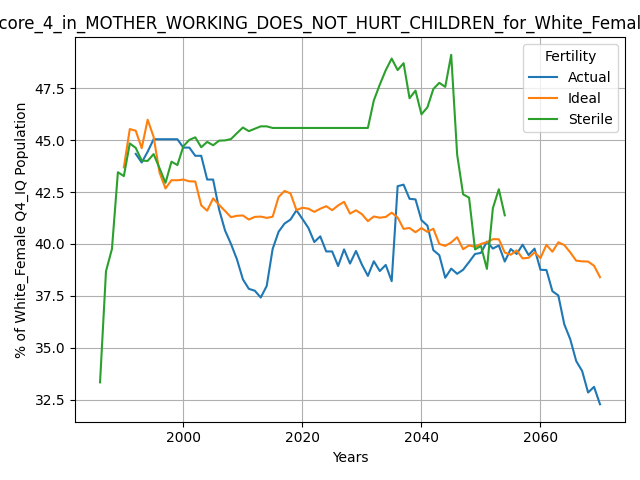 core_4_in_MOTHER_WORKING_DOES_NOT_HURT_CHILDREN_for_White_Femal
Fertility
Actual
Ideal
Sterile
% of White_Female Q4_IQ Population
47.5
45.0
42.5
40.0
37.5
35.0
32.5
2000
2020
2040
2060
Years